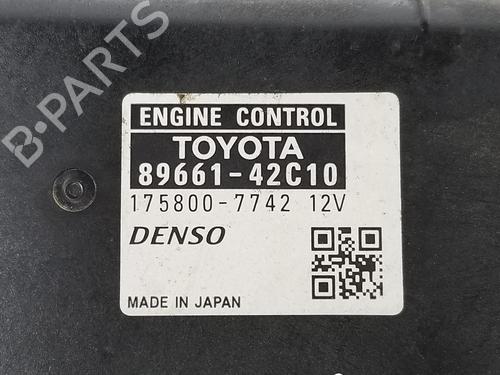 B-PARTS
ENGINE CONTROL
TOYOTA
89661-42C10
175800-7742 12V
DENSO
MADE IN JAPAN